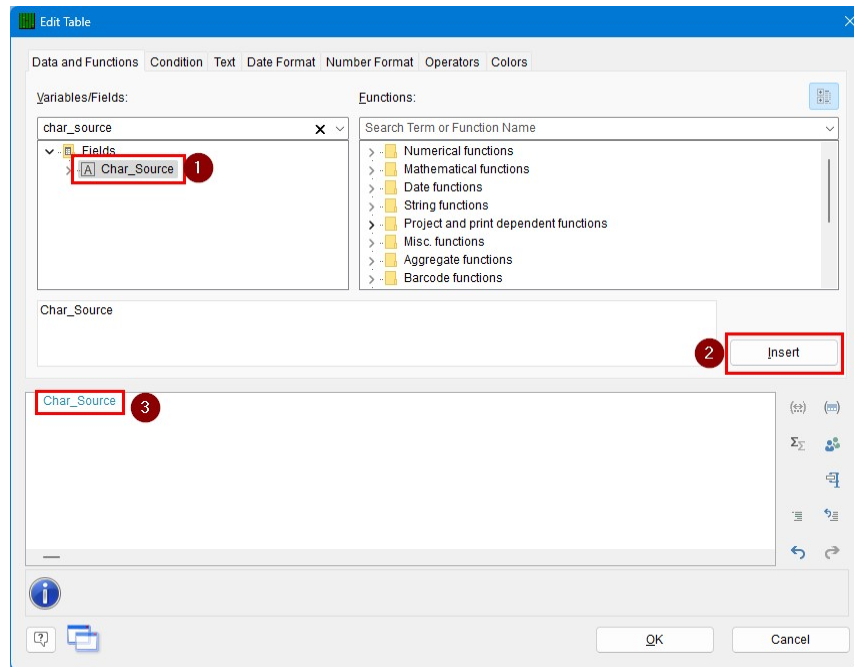 Edit Table
Data and Functions Condition Text Date Format Number Format Operators Colors
Variables/Fields: Functions:
char_source Search Term or Function Name
Fields Numerical functions
A Char_Source 1 Mathematical functions
Date functions
String functions
Project and print dependent functions
Misc. functions
Aggregate functions
Barcode functions
Char_Source
2 Insert
Char_Source 3
OK Cancel